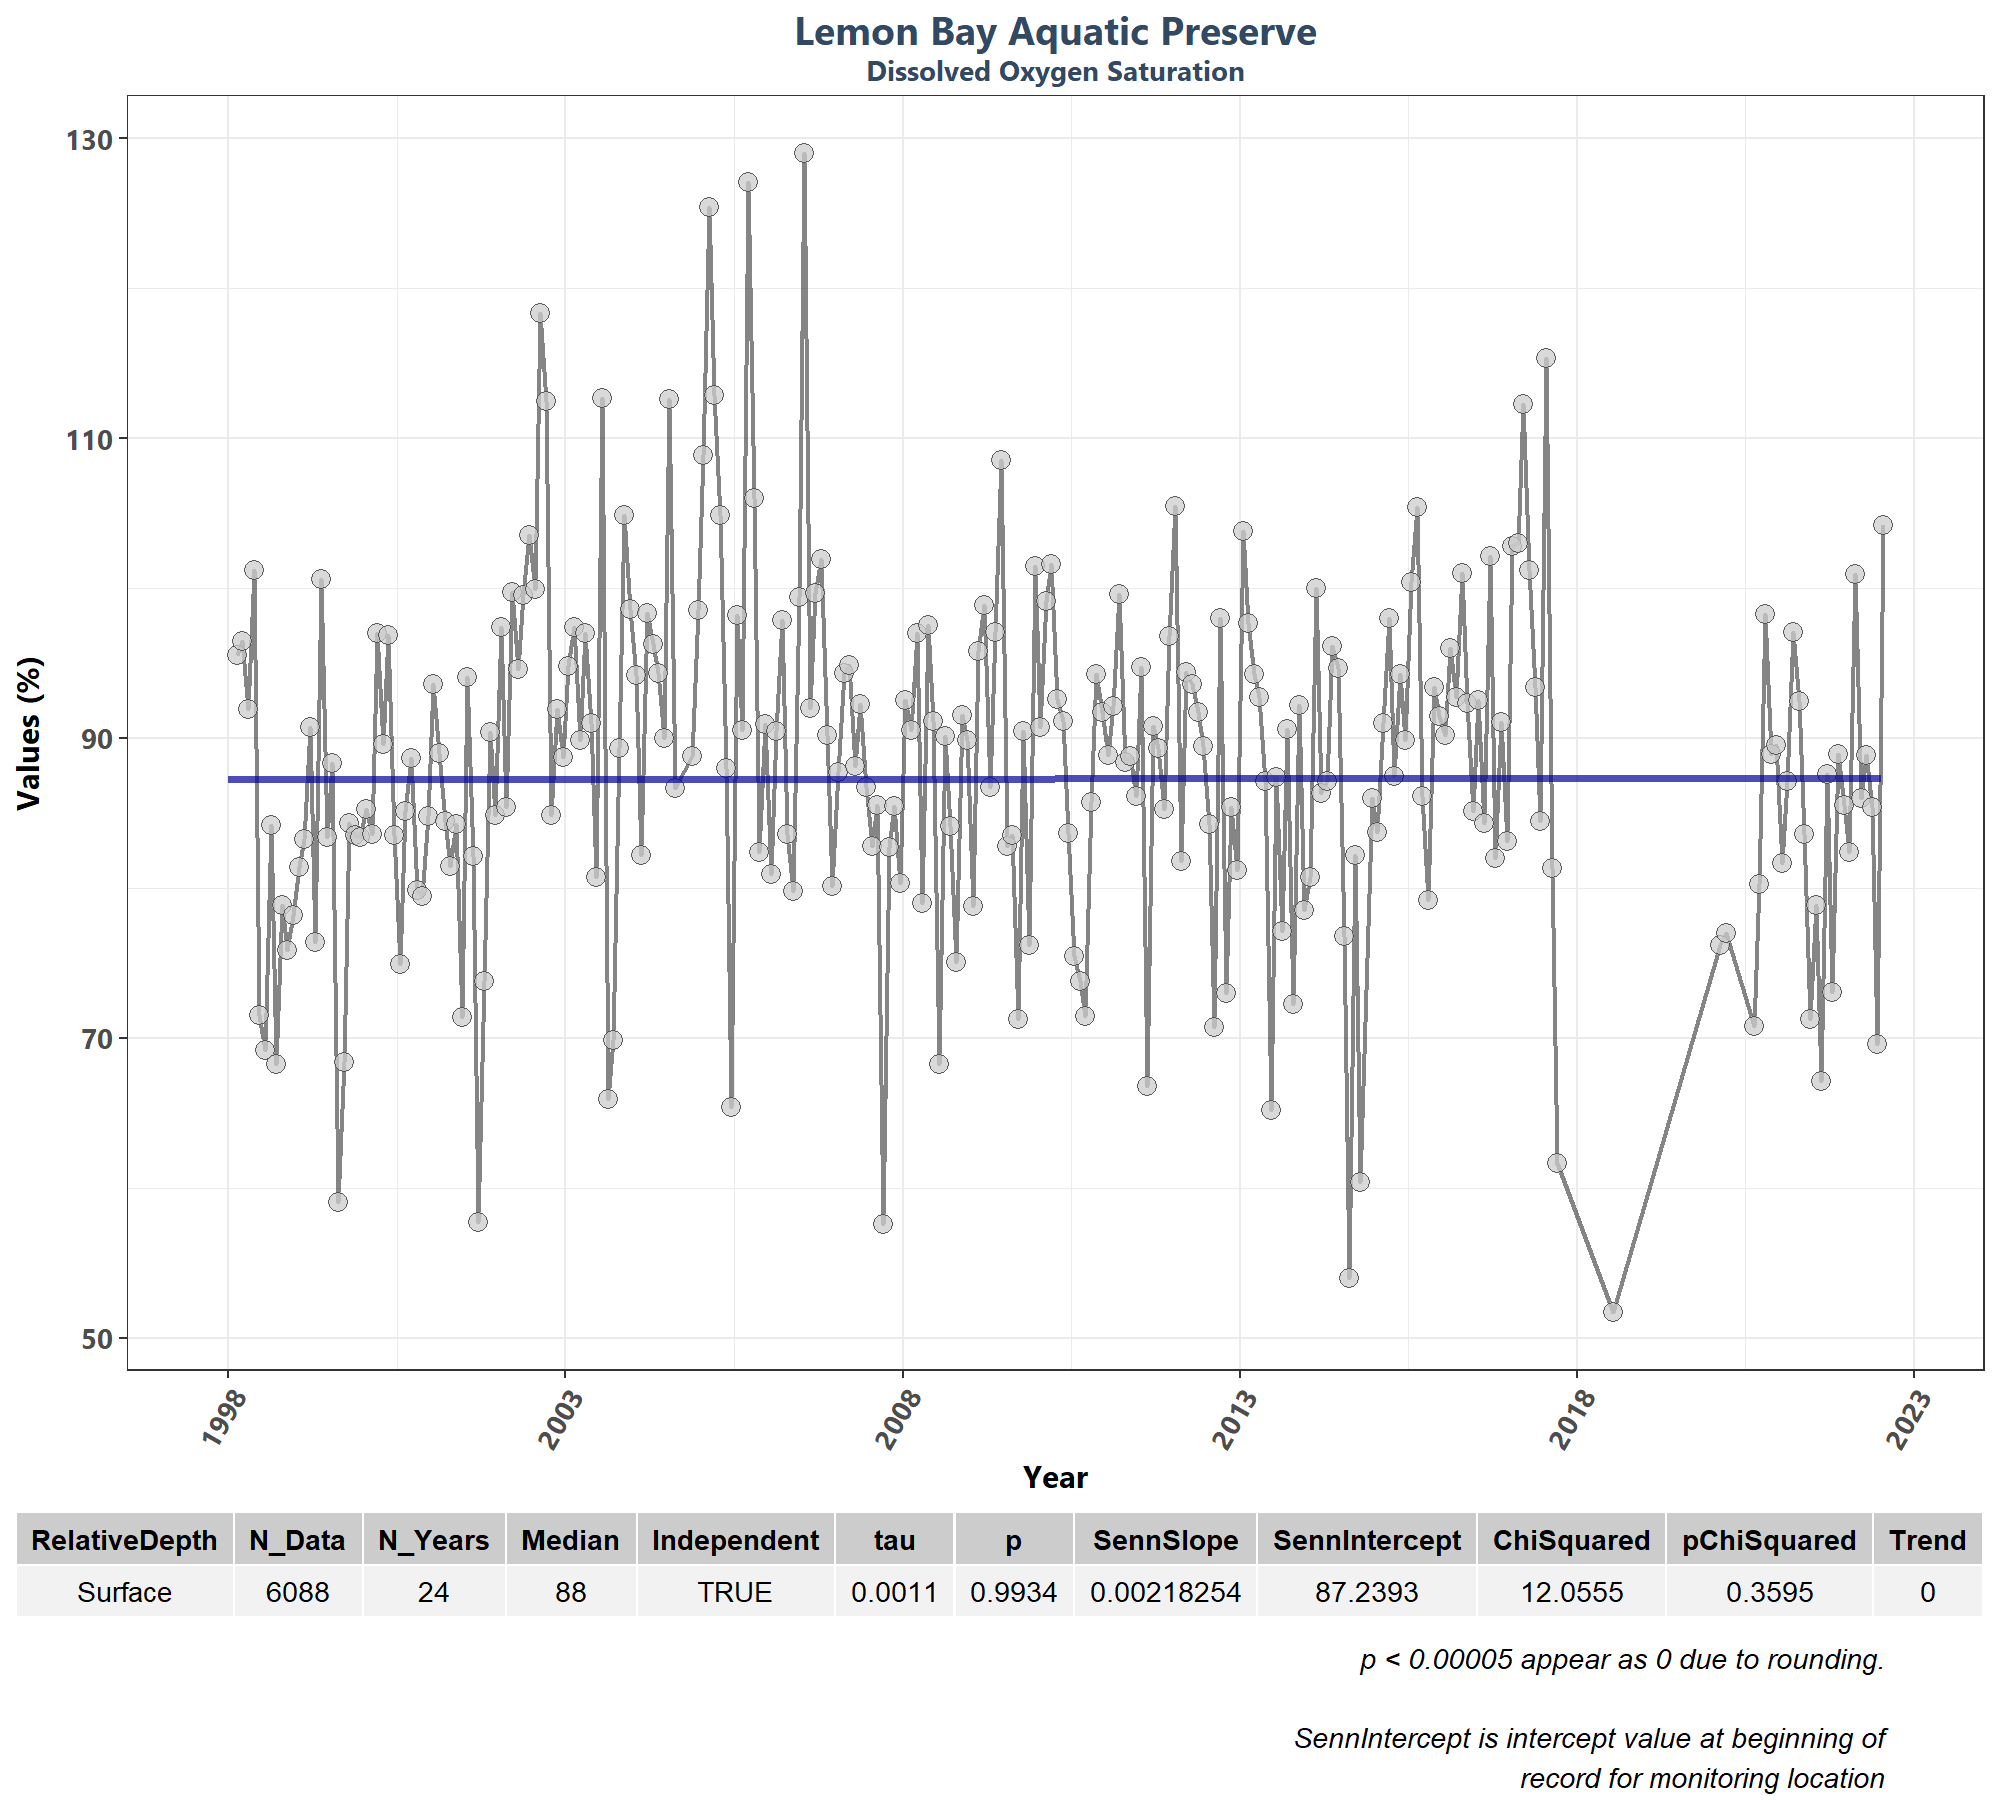 Lemon Bay Aquatic Preserve
Dissolved Oxygen Saturation
130
110
90
70
50
Values (%)
1998 2003 2008 2013 2018 2023
Year
RelativeDepth N_Data N_Years Median Independent tau p SennSlope SennIntercept ChiSquared pChiSquared Trend
Surface 6088 24 88 TRUE 0.0011 0.9934 0.00218254 87.2393 12.0555 0.3595 0
p < 0.00005 appear as 0 due to rounding.
SennIntercept is intercept value at beginning of
record for monitoring location